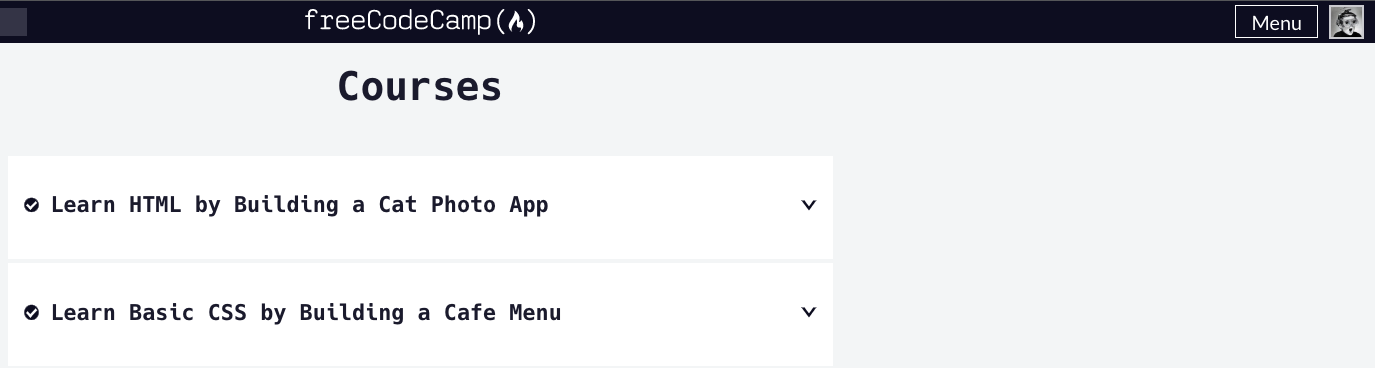 freeCodeCamp
Menu
Courses
Learn HTML by Building a Cat Photo App
Learn Basic CSS by Building a Cafe Menu